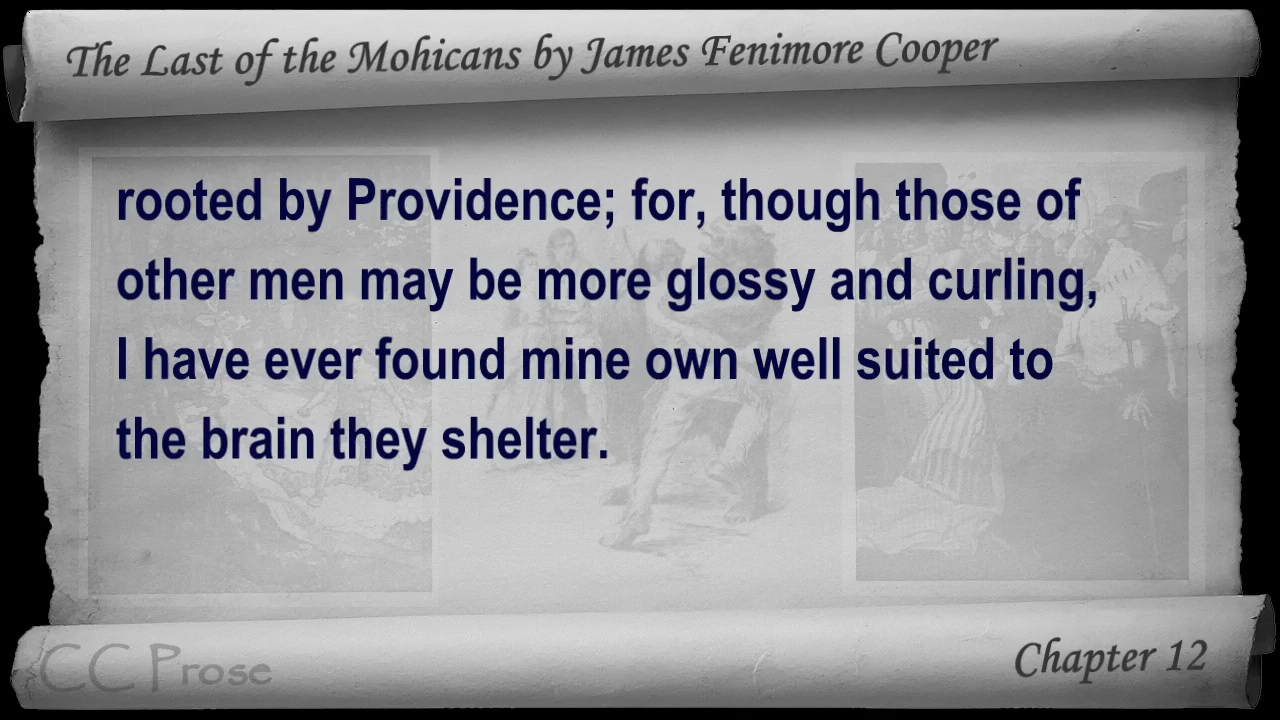 The Last of the Mohicans by James Fenimore Cooper
rooted by Providence; for, though those of
other men may be more glossy and curling,
I have ever found mine own well suited to
the brain they shelter.
CC Prose
Chapter 12